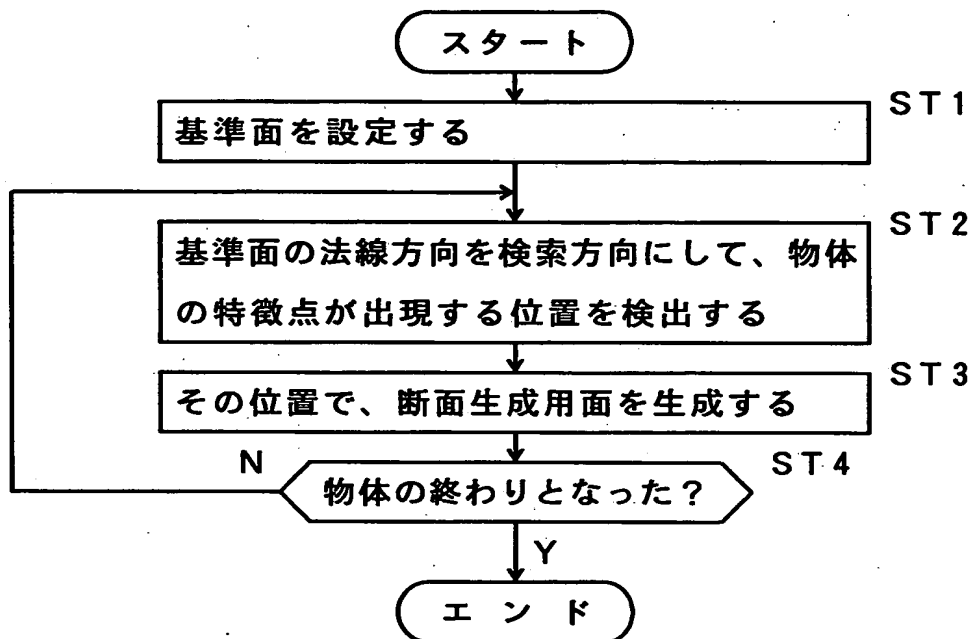 スタート
ST1
基準面を設定する
ST2
基準面の法線方向を検索方向にして、物体
の特徴点が出現する位置を検出する
ST3
その位置で、断面生成用面を生成する
N
ST4
物体の終わりとなった?
Y
エンド